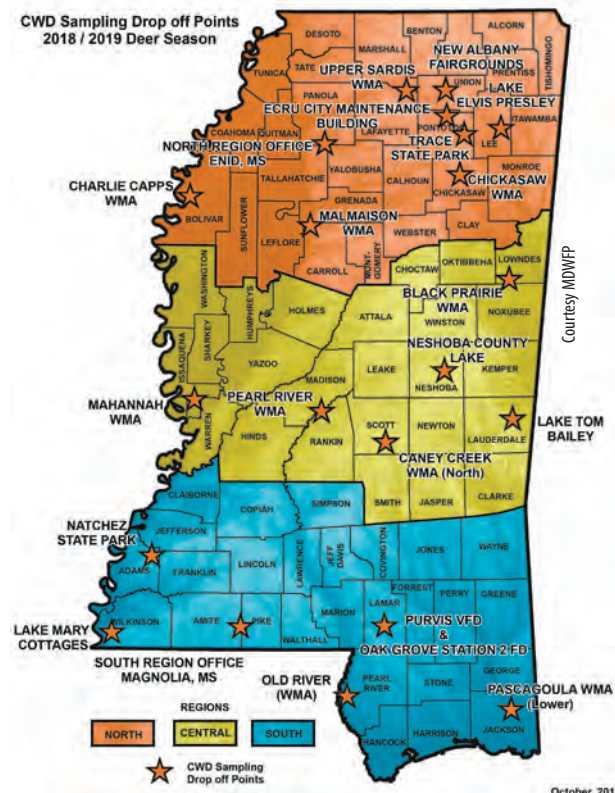 CWD Sampling Drop off Points
2018 / 2019 Deer Season
DESOTO
BENTON
ALCORN
MARSHALL
TISHOMINGO
NEW ALBANY
FAIRGROUNDS
TATE
TUNICA
UPPER SARDIS
WMA
UNION
PRENTISS
LAKE
ELVIS PRESLEY
PANOLA
ECRU CITY MAINTENANCE
BUILDING
ITAWAMBA
COAHOMA
QUITMAN
LAFAYETTE
PONTOTOC
LEE
NORTH REGION OFFICE
ENID, MS
TRACE
STATE PARK
YALOBUSHA
MONROE
CHARLIE CAPPS
WMA
TALLAHATCHIE
CALHOUN
CHICKASAW
CHICKASAW
WMA
BOLIVAR
SUNFLOWER
GRENADA
MALMAISON
WMA
LEFLORE
WEBSTER
CLAY
CARROLL
MONT-
GOMERY
CHOCTAW
OKTIBBEHA
LOWNDES
WASHINGTON
HUMPHREYS
HOLMES
BLACK PRAIRIE
WMA
ATTALA
WINSTON
NOXUBEE
Courtesy MDWFP
SHARKEY
ISSAQUENA
YAZOO
NESHOBA COUNTY
LAKE
LEAKE
KEMPER
MADISON
NESHOBA
MAHANNAH
WMA
PEARL RIVER
WMA
WARREN
HINDS
RANKIN
SCOTT
NEWTON
LAUDERDALE
LAKE TOM
BAILEY
CANEY CREEK
WMA (North)
CLAIBORNE
COPIAH
SIMPSON
SMITH
JASPER
CLARKE
NATCHEZ
STATE PARK
JEFFERSON
ADAMS
FRANKLIN
LINCOLN
LAWRENCE
JEFF
DAVIS
COVINGTON
JONES
WAYNE
WILKINSON
AMITE
PIKE
WALTHALL
MARION
LAMAR
FORREST
PERRY
GREENE
LAKE MARY
COTTAGES
PURVIS VFD
&
OAK GROVE STATION 2 FD
SOUTH REGION OFFICE
MAGNOLIA, MS
OLD RIVER
(WMA)
PEARL
RIVER
STONE
GEORGE
PASCAGOULA WMA
(Lower)
HANCOCK
HARRISON
JACKSON
REGIONS
NORTH
CENTRAL
SOUTH
CWD Sampling
Drop off Points
October, 201